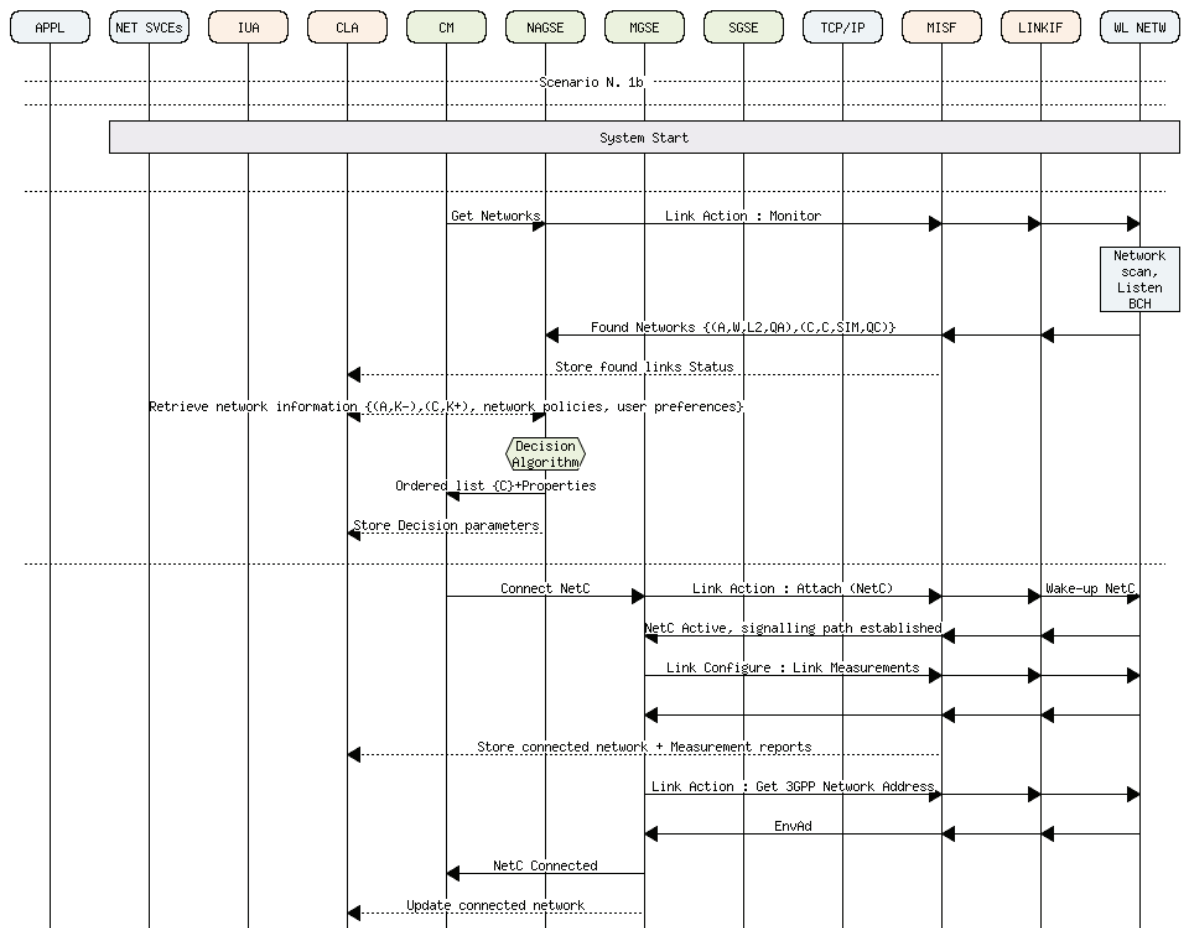 APPL
NET SVCEs
IUA
CLA
CM
NAGSE
MGSE
SGSE
TCP/IP
MISF
LINKIF
WL NETW
Scenario N. 1b
System Start
Get Networks
Link Action : Monitor
Network
scan,
Listen
BCH
Found Networks {(A,W,L2,QA),(C,C,SIM,QC)}
Store found links Status
Retrieve network information {(A,K-),(C,K+), network policies, user preferences}
Decision
Algorithm
Ordered list {C}+Properties
Store Decision parameters
Connect NetC
Link Action : Attach (NetC)
Wake-up NetC
NetC Active, signalling path established
Link Configure : Link Measurements
Store connected network + Measurement reports
Link Action : Get 3GPP Network Address
EnvAd
NetC Connected
Update connected network